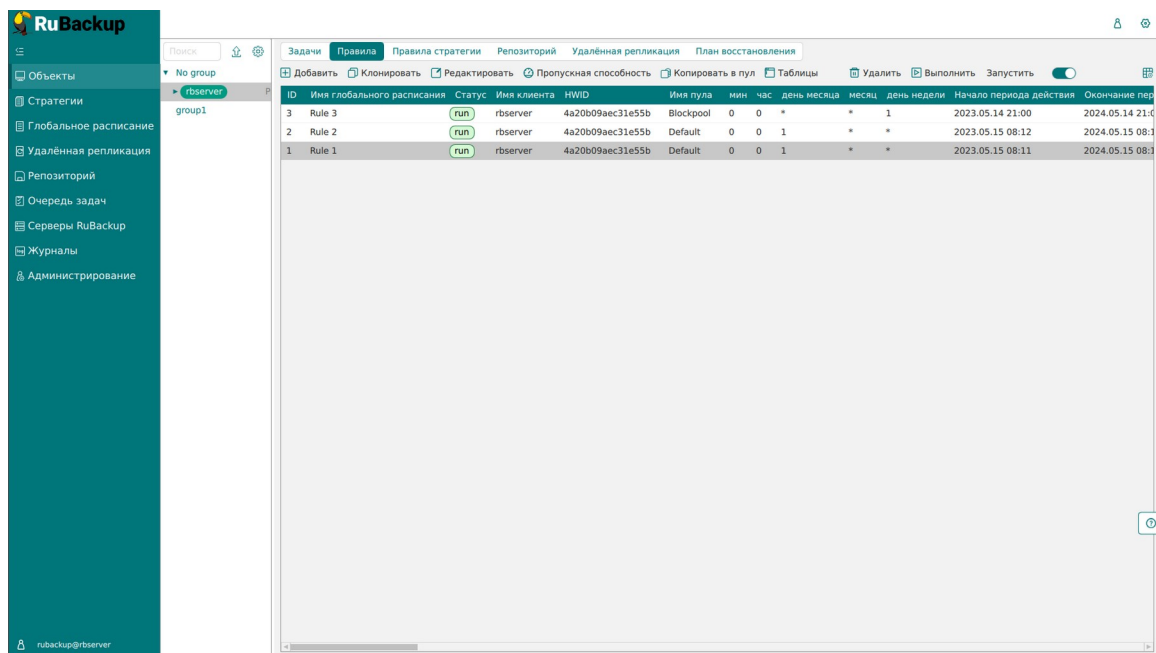 RuBackup
Объекты
Стратегии
Глобальное расписание
Удалённая репликация
Репозиторий
Очередь задач
Серверы RuBackup
Журналы
Администрирование
rubackup@rbserver
Поиск
No group
rbserver P
group1
Задачи Правила Правила стратегии Репозиторий Удалённая репликация План восстановления
Добавить Клонировать Редактировать Пропускная способность Копировать в пул Таблицы Удалить Выполнить Запустить
ID Имя глобального расписания Статус Имя клиента HWID Имя пула мин час день месяца месяц день недели Начало периода действия Окончание пер
3 Rule 3 run rbserver 4a20b09aec31e55b Blockpool 0 0 * * 1 2023.05.14 21:00 2024.05.14 21:0
2 Rule 2 run rbserver 4a20b09aec31e55b Default 0 0 1 * * 2023.05.15 08:12 2024.05.15 08:1
1 Rule 1 run rbserver 4a20b09aec31e55b Default 0 0 1 * * 2023.05.15 08:11 2024.05.15 08:1